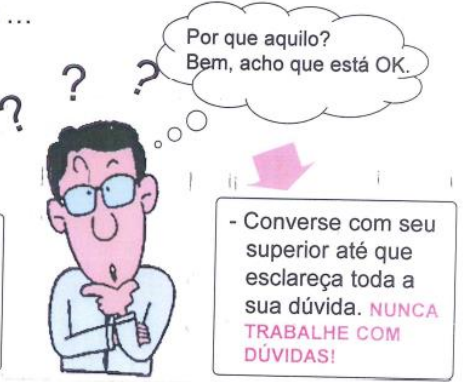 ...
? ? ?
Por que aquilo?
Bem, acho que está OK.
- Converse com seu
superior até que
esclareça toda a
sua dúvida. NUNCA
TRABALHE COM
DÚVIDAS!